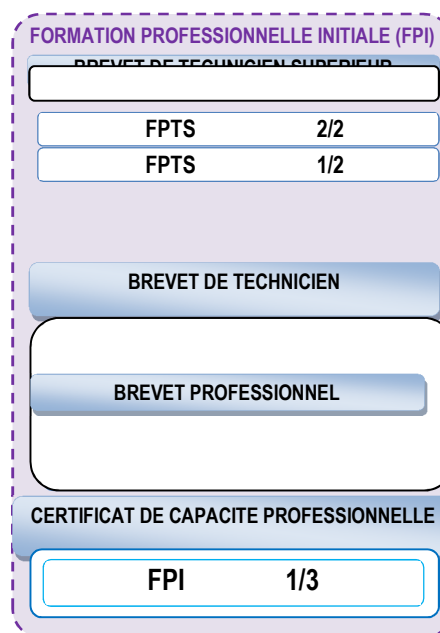 FORMATION PROFESSIONNELLE INITIALE (FPI)
BREVET DE TECHNICIEN SUPERIEUR
FPTS 2/2
FPTS 1/2
BREVET DE TECHNICIEN
BREVET PROFESSIONNEL
CERTIFICAT DE CAPACITE PROFESSIONNELLE
FPI 1/3